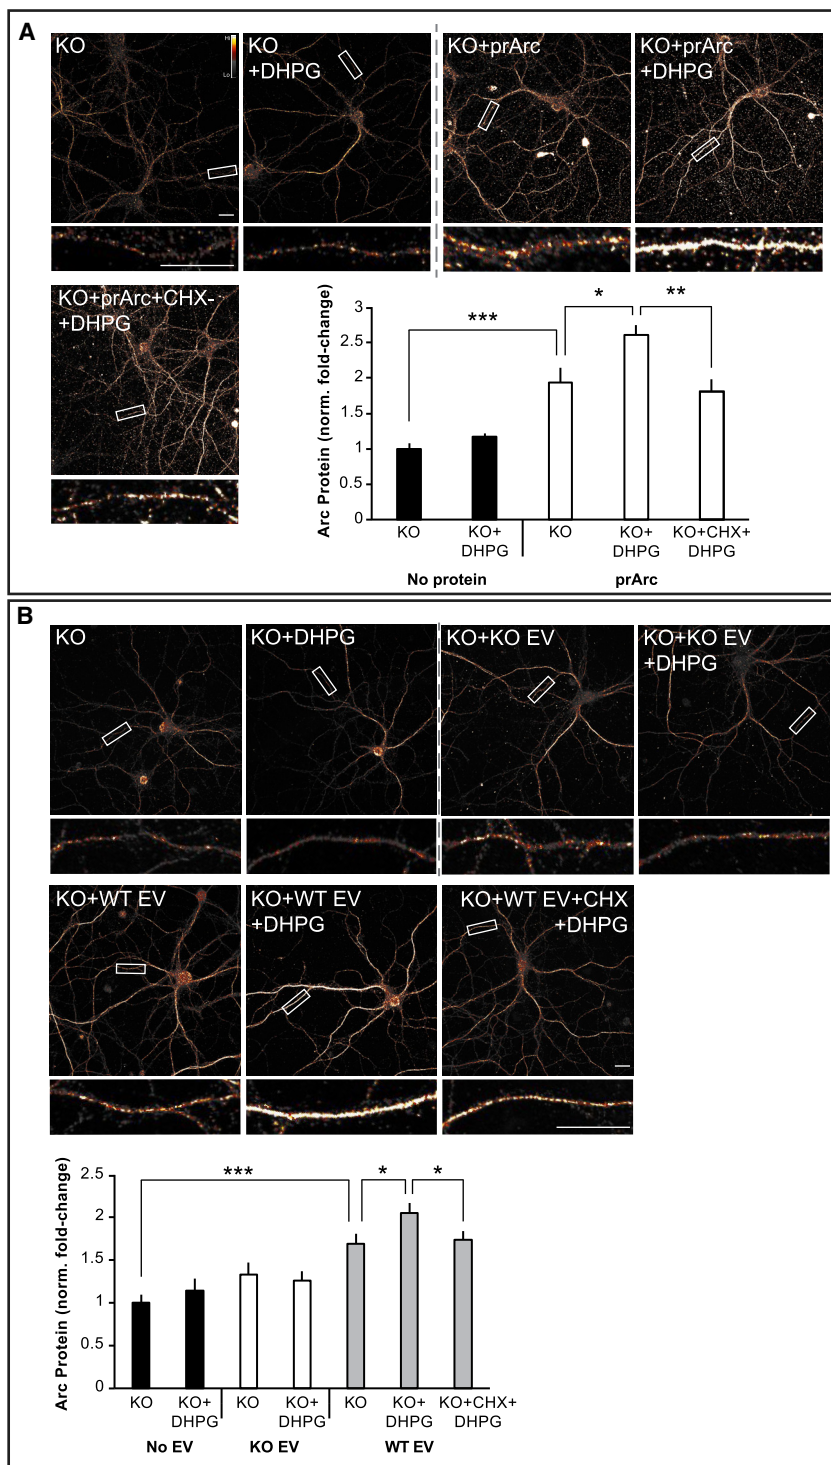 A
KO
Hi
Lo
KO
+DHPG
KO+prArc
KO+prArc
+DHPG
KO+prArc+CHX-
+DHPG
Arc Protein (norm. fold-change)
3
2.5
2
1.5
1
0.5
0
***
*
**
KO
KO+
DHPG
KO
KO+
DHPG
KO+CHX+
DHPG
No protein
prArc
B
KO
KO+DHPG
KO+KO EV
KO+KO EV
+DHPG
KO+WT EV
KO+WT EV
+DHPG
KO+WT EV+CHX
+DHPG
Arc Protein (norm. fold-change)
2.5
2
1.5
1
0.5
0
***
*
*
KO
KO+
DHPG
KO
KO+
DHPG
KO
KO+
DHPG
KO+CHX+
DHPG
No EV
KO EV
WT EV